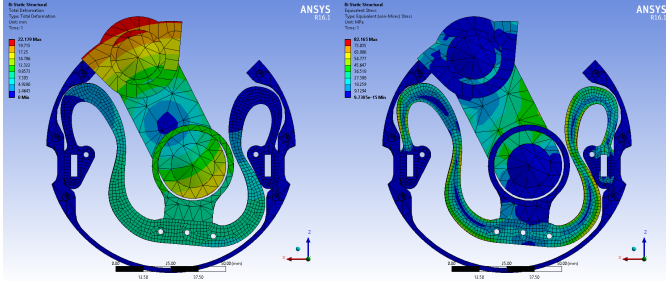 B: Static Structural
Total Deformation
Type: Total Deformation
Unit: mm
Time: 1
22.179 Max
19.715
17.25
14.786
12.322
9.8573
7.393
4.9286
2.4643
0 Min
ANSYS
R16.1
0.00
25.00
50.00 (mm)
12.50
37.50
Z
X
B: Static Structural
Equivalent Stress
Type: Equivalent (von-Mises) Stress
Unit: MPa
Time: 1
82.165 Max
73.035
63.906
54.777
45.647
36.518
27.388
18.259
9.1294
ANSYS
R16.1
0.00
25.00
50.00 (mm)
12.50
37.50
Z
X